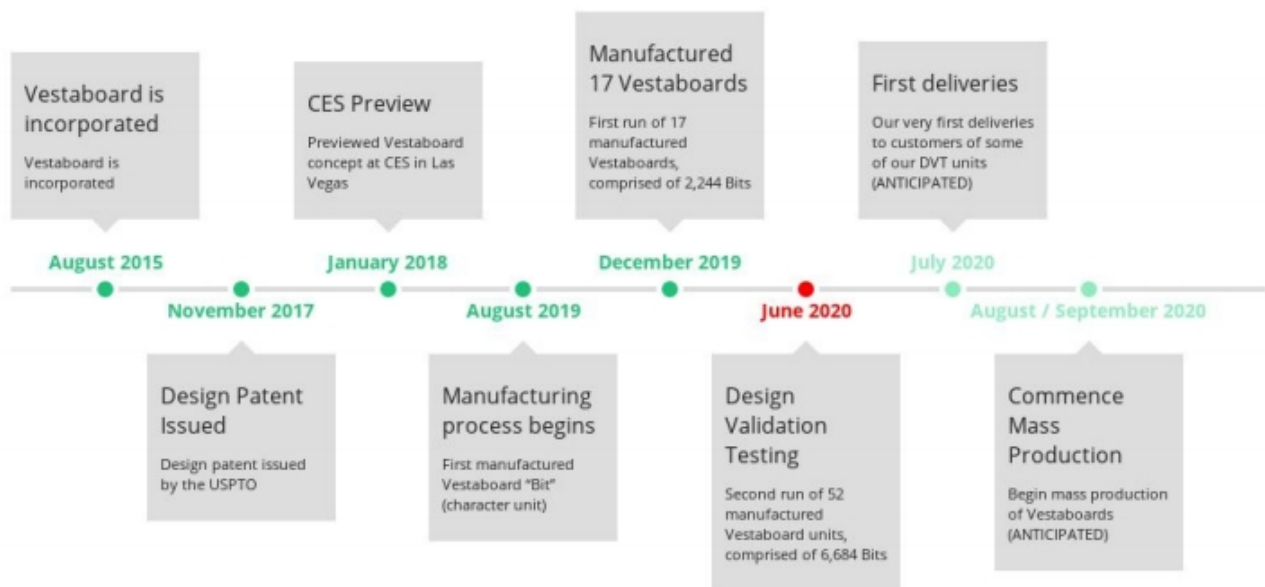 Vestaboard is
incorporated
Vestaboard is
incorporated
August 2015
November 2017
Design Patent
Issued
Design patent issued
by the USPTO
CES Preview
Previewed Vestaboard
concept at CES in Las
Vegas
January 2018
August 2019
Manufacturing
process begins
First manufactured
Vestaboard “Bit”
(character unit)
Manufactured
17 Vestaboards
First run of 17
manufactured
Vestaboards,
comprised of 2,244 Bits
December 2019
June 2020
Design
Validation
Testing
Second run of 52
manufactured
Vestaboard units,
comprised of 6,684 Bits
First deliveries
Our very first deliveries
to customers of some
of our DVT units
(ANTICIPATED)
July 2020
August / September 2020
Commence
Mass
Production
Begin mass production
of Vestaboards
(ANTICIPATED)